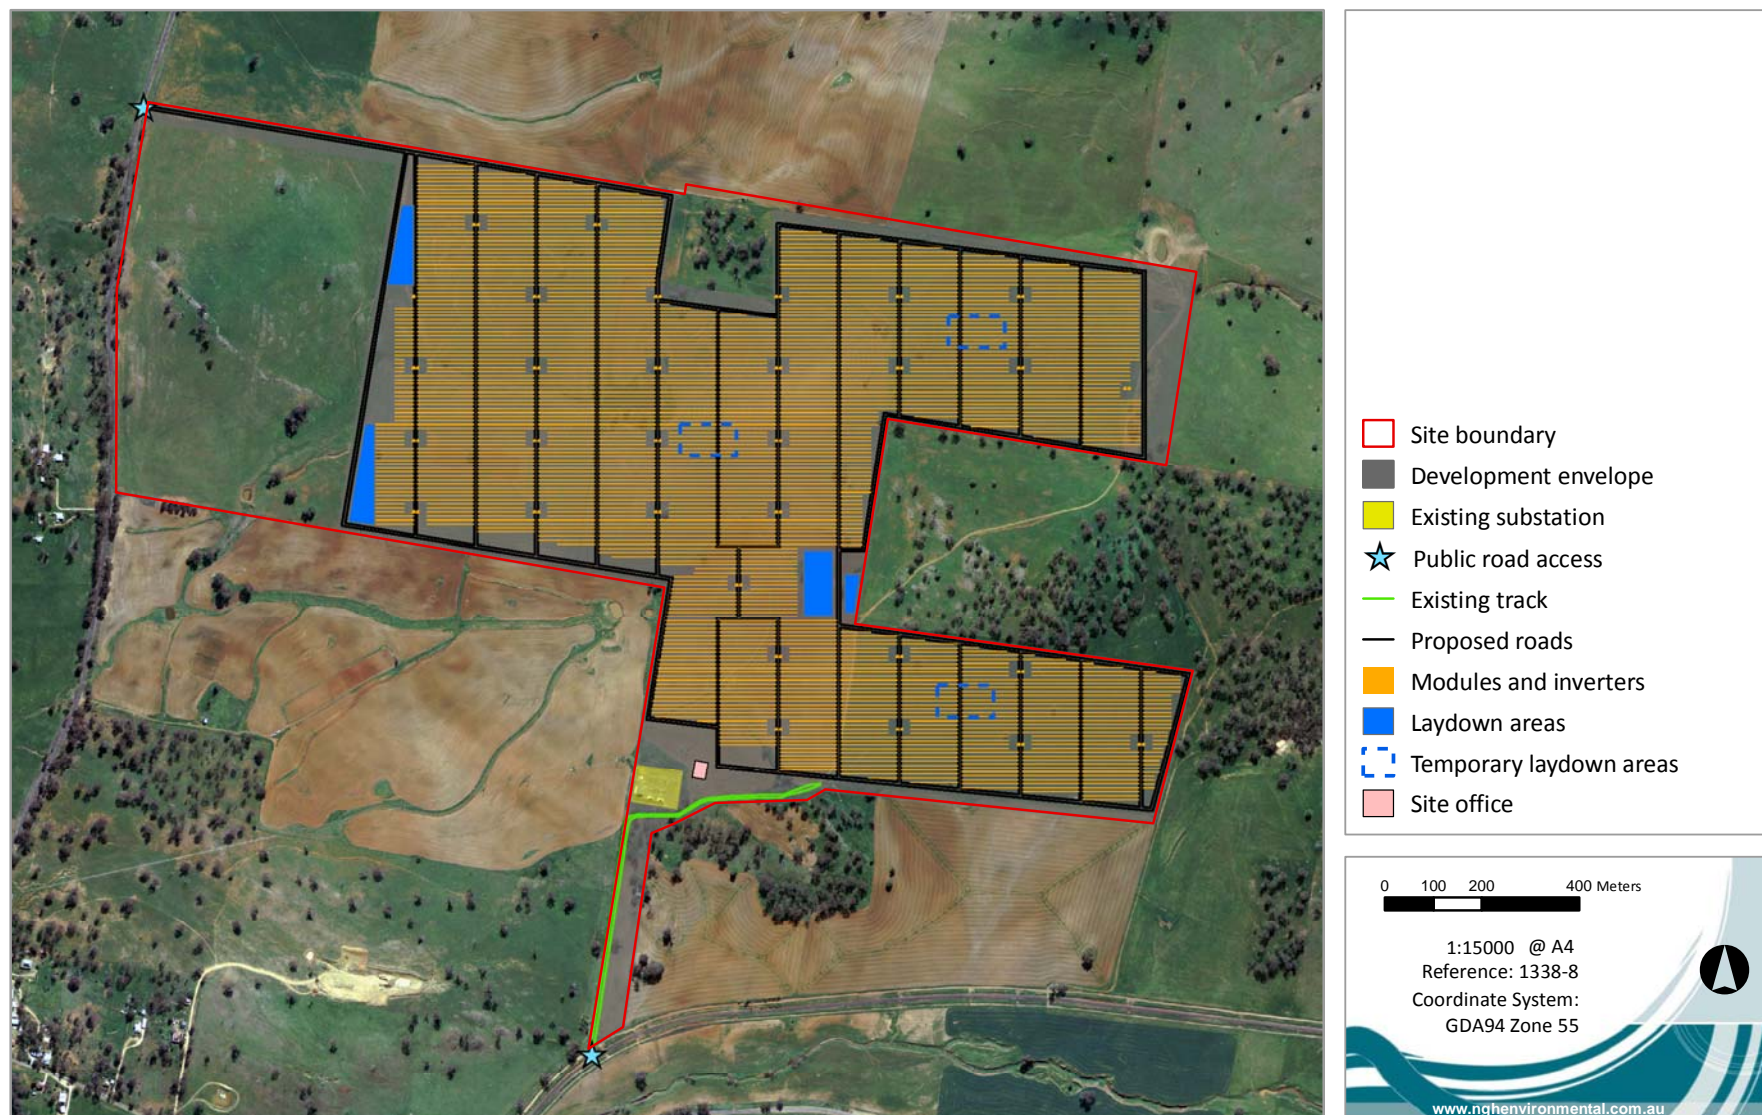 Site boundary
Development envelope
Existing substation
Public road access
Existing track
Proposed roads
Modules and inverters
Laydown areas
Temporary laydown areas
Site office
0 100 200 400 Meters
1:15000 @ A4
Reference: 1338-8
Coordinate System:
GDA94 Zone 55
www.nghenvironmental.com.au